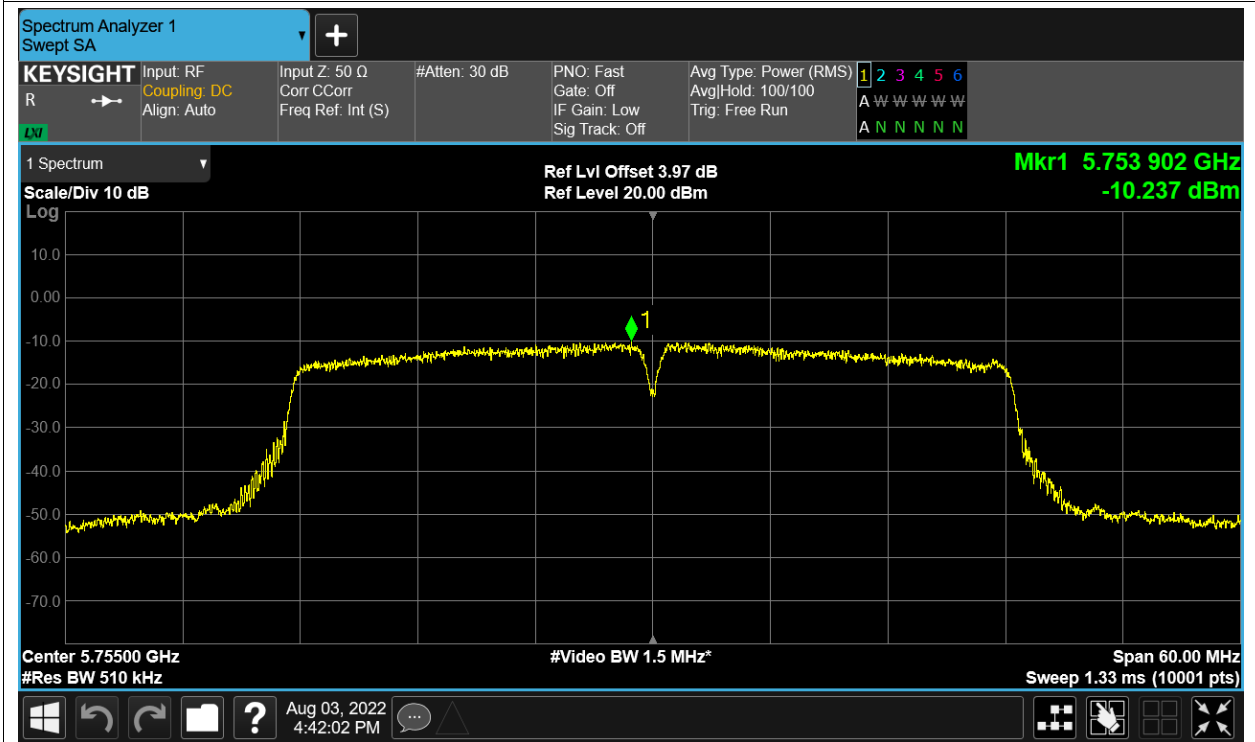 Spectrum Analyzer 1
Swept SA
+
KEYSIGHT
R
LXI
Input: RF
Coupling: DC
Align: Auto
Input Z: 50 Ω
Corr CCorr
Freq Ref: Int (S)
#Atten: 30 dB
PNO: Fast
Gate: Off
IF Gain: Low
Sig Track: Off
Avg Type: Power (RMS)
Avg|Hold: 100/100
Trig: Free Run
1 2 3 4 5 6
A W W W W W
A N N N N N
1 Spectrum
Scale/Div 10 dB
Log
Ref Lvl Offset 3.97 dB
Ref Level 20.00 dBm
Mkr1 5.753 902 GHz
-10.237 dBm
10.0
0.00
-10.0
-20.0
-30.0
-40.0
-50.0
-60.0
-70.0
1
Center 5.75500 GHz
#Res BW 510 kHz
#Video BW 1.5 MHz*
Span 60.00 MHz
Sweep 1.33 ms (10001 pts)
?
Aug 03, 2022
4:42:02 PM